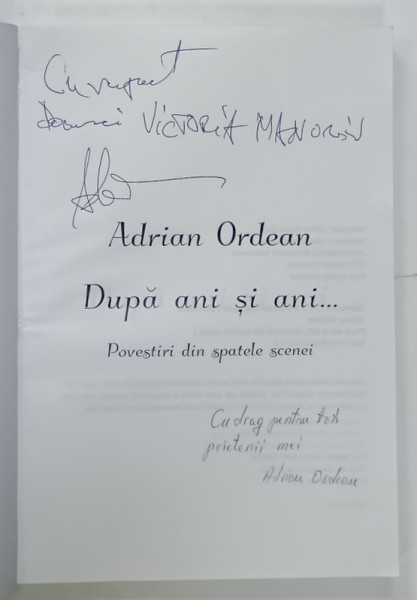 Cu respect
doamnei VICTORIA
Adrian Ordean
După ani și ani...
Povestiri din spatele scenei
Cu drag pentru toți
prietenii mei
Adrian Ordean